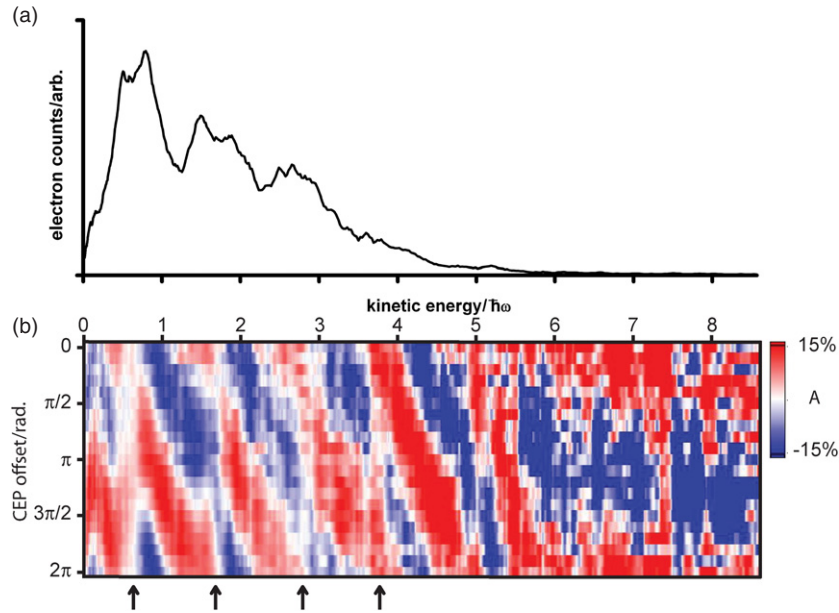 (a)
electron counts/arb.
kinetic energy/ħω
(b)
0 1 2 3 4 5 6 7 8
CEP offset/rad.
0
π/2
π
3π/2
2π
15%
A
-15%